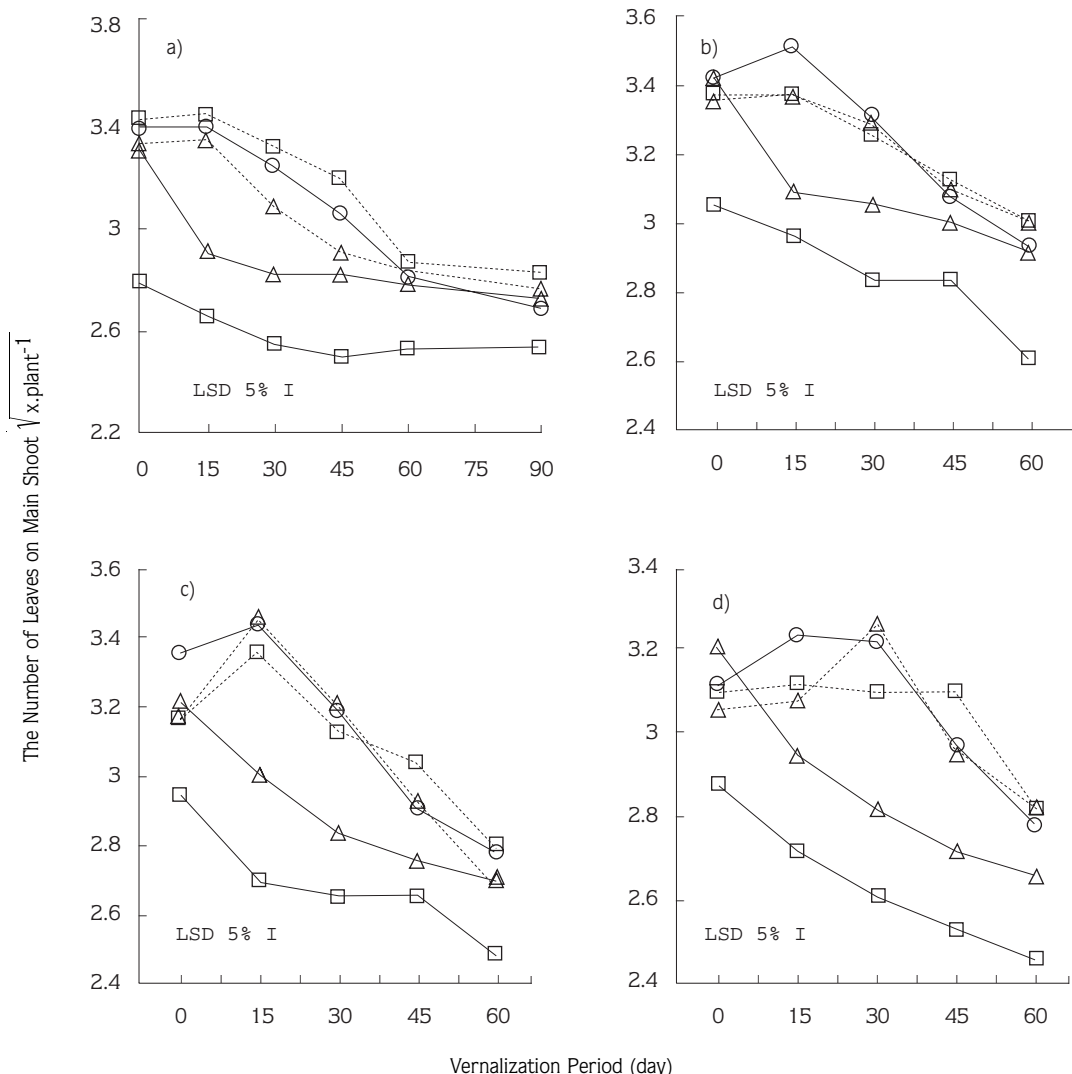 The Number of Leaves on Main Shoot √x.plant⁻¹
a)
3.8
3.4
3
2.6
2.2
LSD 5% I
0 15 30 45 60 75 90
b)
3.6
3.4
3.2
3
2.8
2.6
2.4
LSD 5% I
0 15 30 45 60
c)
3.6
3.4
3.2
3
2.8
2.6
2.4
LSD 5% I
0 15 30 45 60
d)
3.4
3.2
3
2.8
2.6
2.4
LSD 5% I
0 15 30 45 60
Vernalization Period (day)